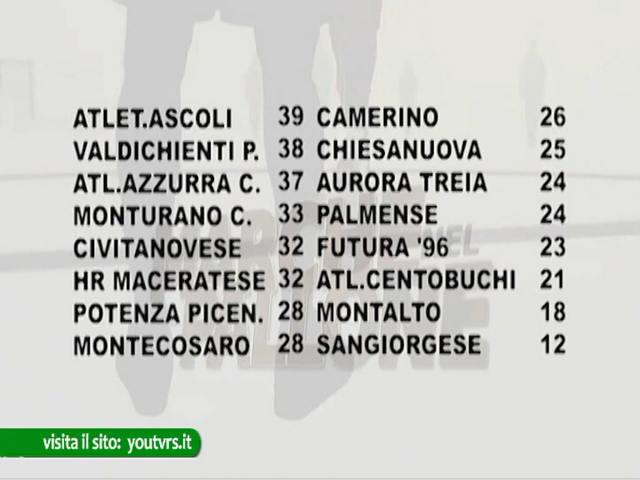 ATLET.ASCOLI 39 CAMERINO 26
VALDICHIENTI P. 38 CHIESANUOVA 25
ATL.AZZURRA C. 37 AURORA TREIA 24
MONTURANO C. 33 PALMENSE 24
CIVITANOVESE 32 FUTURA '96 23
HR MACERATESE 32 ATL.CENTOBUCHI 21
POTENZA PICEN. 28 MONTALTO 18
MONTECOSARO 28 SANGIORGESE 12
NEL
visita il sito: youtvrs.it